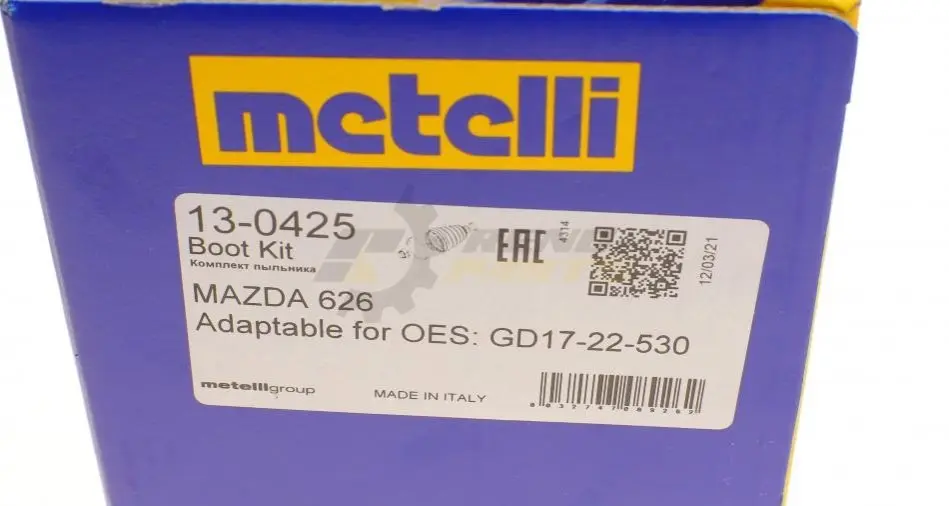 metelli
13-0425
Boot Kit
Комплект пыльника
EAC
4314
12/03/21
MAZDA 626
Adaptable for OES: GD17-22-530
metelligroup
MADE IN ITALY